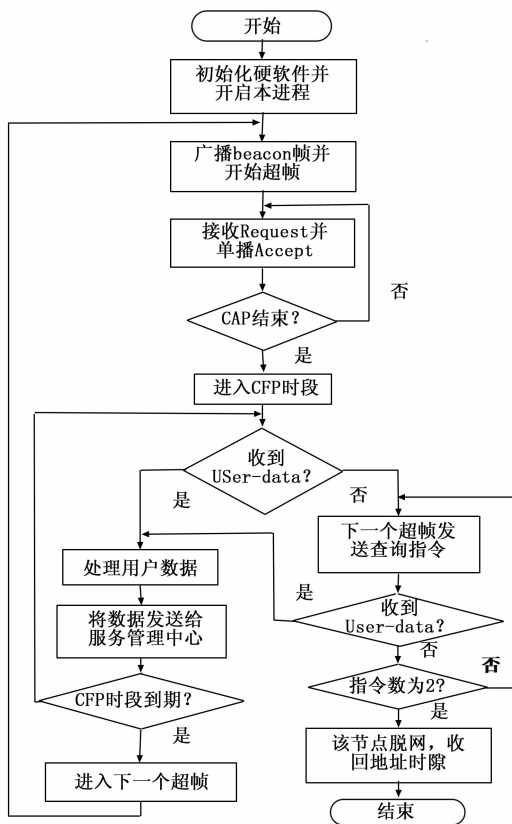 开始
初始化硬软件并
开启本进程
广播beacon帧并
开始超帧
接收Request并
单播Accept
否
CAP结束?
是
进入CFP时段
收到
USer-data?
是
否
下一个超帧发
送查询指令
处理用户数据
是
收到
User-data?
将数据发送给
服务管理中心
否
否
指令数为2?
CFP时段到期?
是
是
该节点脱网，收
回地址时隙
进入下一个超帧
结束